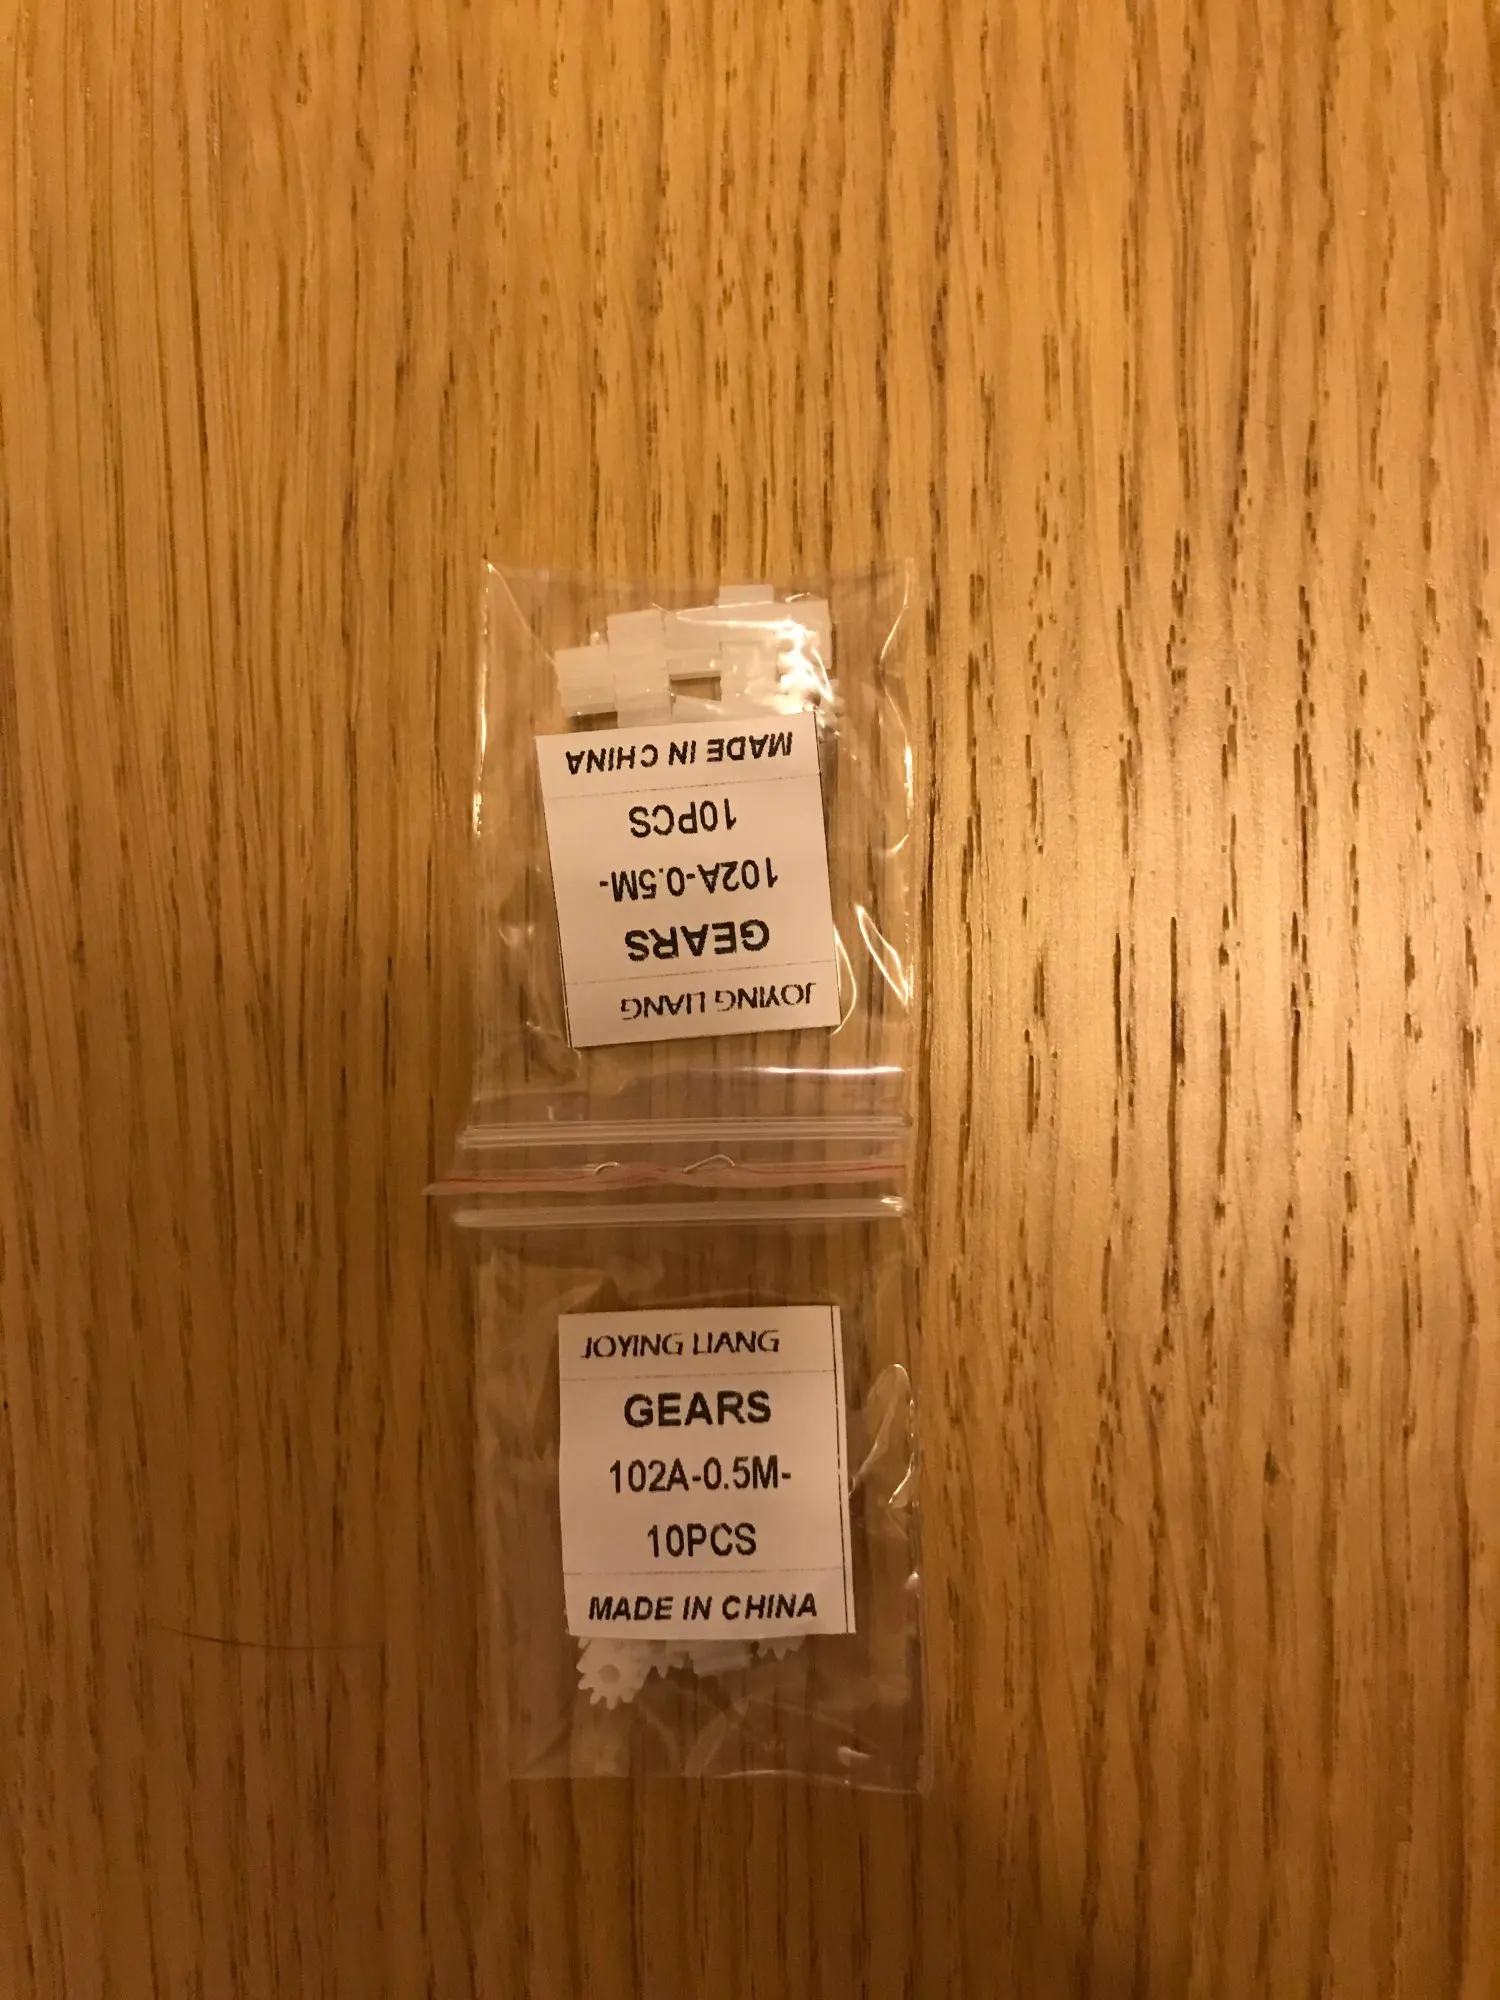 JOYING LIANG
GEARS
102A-0.5M-
10PCS
MADE IN CHINA
JOYING LIANG
GEARS
102A-0.5M-
10PCS
MADE IN CHINA